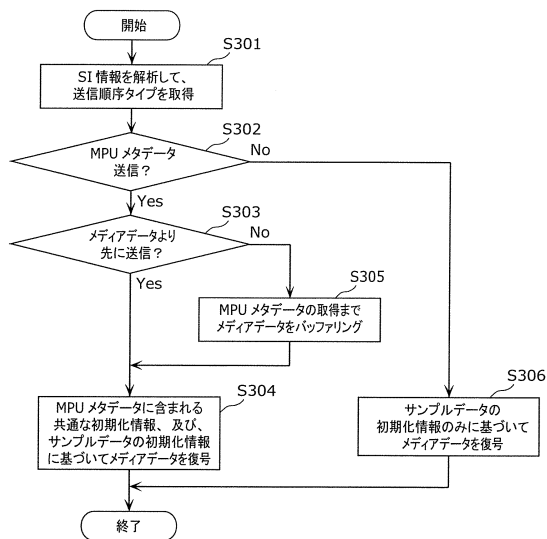 開始
S301
SI 情報を解析して、
送信順序タイプを取得
S302
MPU メタデータ
送信？
No
Yes
S303
メディアデータより
先に送信？
No
Yes
S305
MPU メタデータの取得まで
メディアデータをバッファリング
S304
MPU メタデータに含まれる
共通な初期化情報、及び、
サンプルデータの初期化情報
に基づいてメディアデータを復号
S306
サンプルデータの
初期化情報のみに基づいて
メディアデータを復号
終了